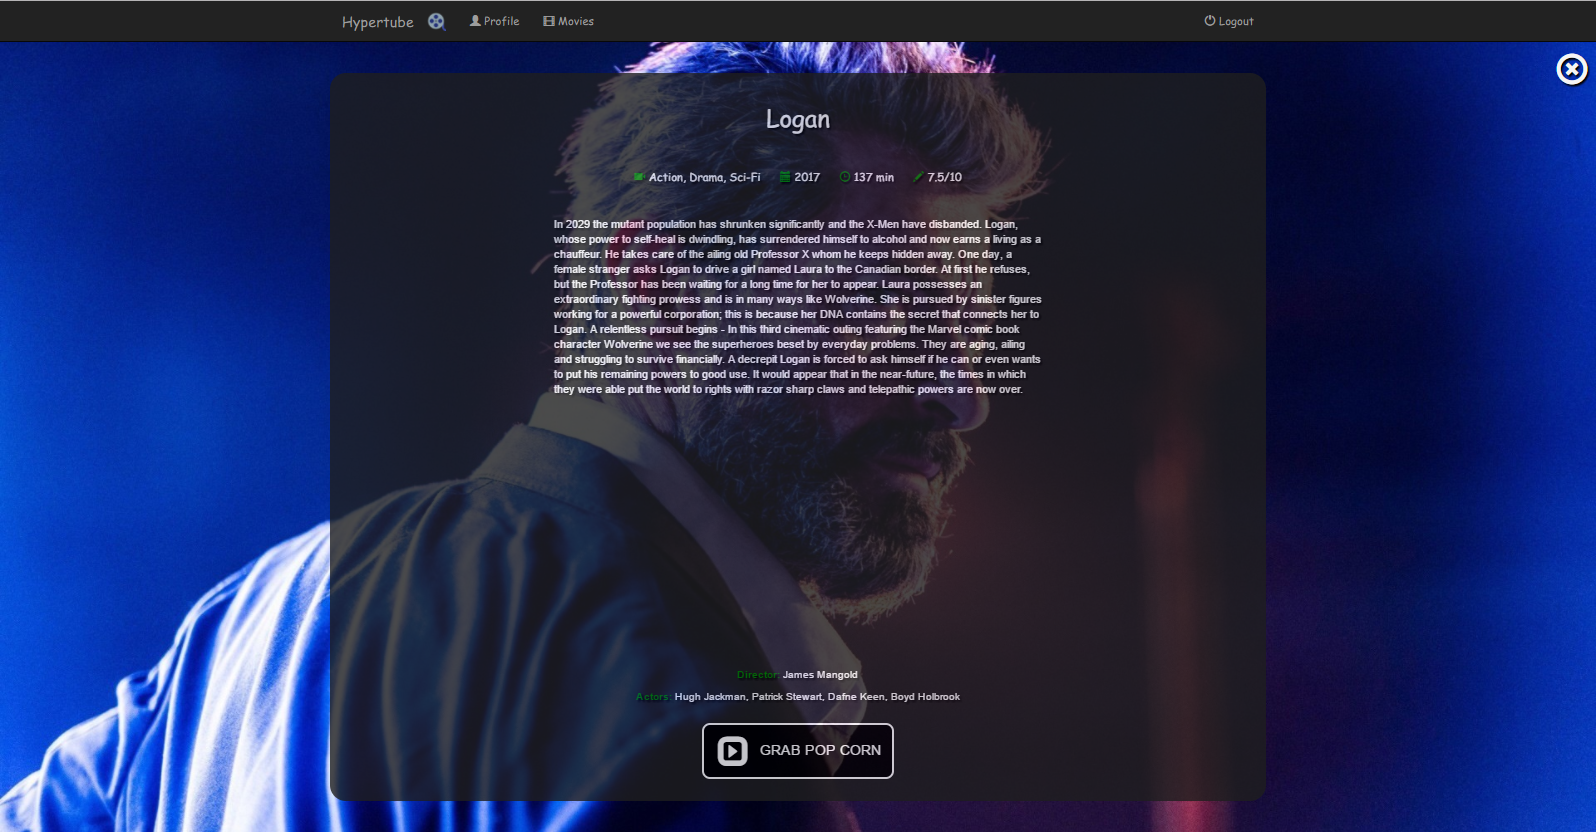 Hypertube Profile Movies Logout
Logan
Action, Drama, Sci-Fi 2017 137 min 7.5/10
In 2029 the mutant population has shrunken significantly and the X-Men have disbanded. Logan,
whose power to self-heal is dwindling, has surrendered himself to alcohol and now earns a living as a
chauffeur. He takes care of the ailing old Professor X whom he keeps hidden away. One day, a
female stranger asks Logan to drive a girl named Laura to the Canadian border. At first he refuses,
but the Professor has been waiting for a long time for her to appear. Laura possesses an
extraordinary fighting prowess and is in many ways like Wolverine. She is pursued by sinister figures
working for a powerful corporation; this is because her DNA contains the secret that connects her to
Logan. A relentless pursuit begins - In this third cinematic outing featuring the Marvel comic book
character Wolverine we see the superheroes beset by everyday problems. They are aging, ailing
and struggling to survive financially. A decrepit Logan is forced to ask himself if he can or even wants
to put his remaining powers to good use. It would appear that in the near-future, the times in which
they were able put the world to rights with razor sharp claws and telepathic powers are now over.
Director: James Mangold
Actors: Hugh Jackman, Patrick Stewart, Dafne Keen, Boyd Holbrook
GRAB POP CORN